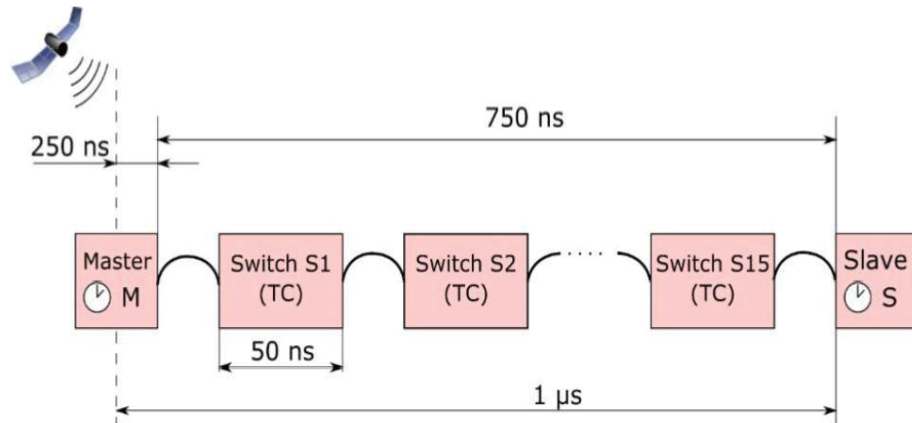 750 ns
250 ns
Master
M
Switch S1
(TC)
Switch S2
(TC)
....
Switch S15
(TC)
Slave
S
50 ns
1 µs